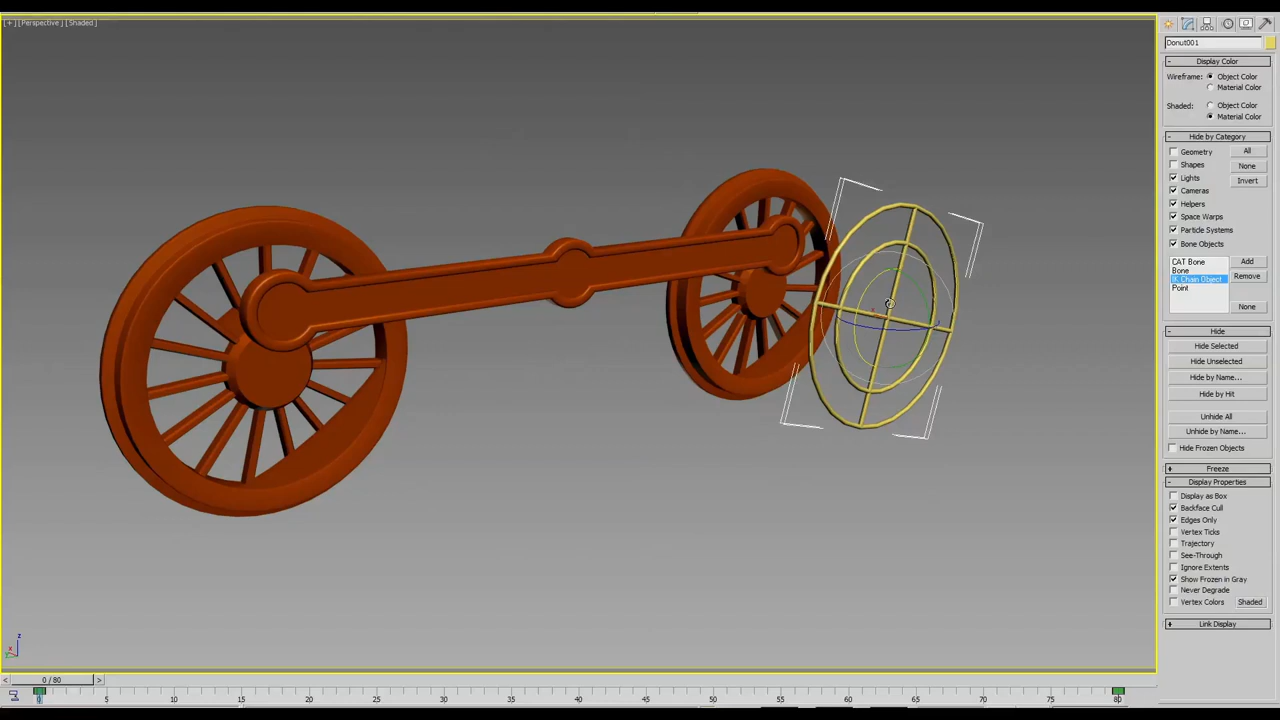 [+] [Perspective] [Shaded]
Donut001
- Display Color
Wireframe: Object Color
Material Color
Shaded: Object Color
Material Color
- Hide by Category
Geometry All
Shapes None
Lights Invert
Cameras
Helpers
Space Warps
Particle Systems
Bone Objects
CAT Bone Add
Bone
IK Chain Object Remove
Point
None
- Hide
Hide Selected
Hide Unselected
Hide by Name...
Hide by Hit
Unhide All
Unhide by Name...
Hide Frozen Objects
+ Freeze
- Display Properties
Display as Box
Backface Cull
Edges Only
Vertex Ticks
Trajectory
See-Through
Ignore Extents
Show Frozen in Gray
Never Degrade
Vertex Colors Shaded
+ Link Display
z
x
< 0 / 80 >
0 5 10 15 20 25 30 35 40 45 50 55 60 65 70 75 80